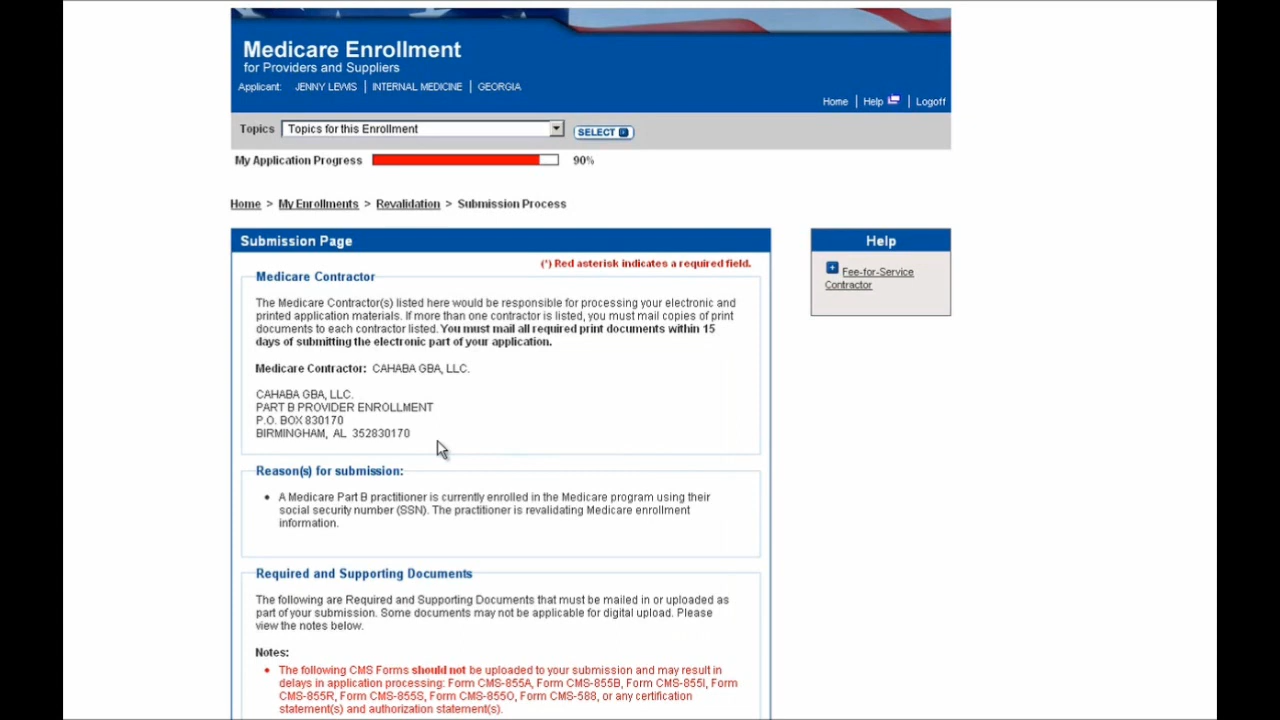 Medicare Enrollment
for Providers and Suppliers
Applicant: JENNY LEWIS | INTERNAL MEDICINE | GEORGIA
Home | Help | Logoff
Topics Topics for this Enrollment SELECT
My Application Progress 90%
Home > My Enrollments > Revalidation > Submission Process
Submission Page
(*) Red asterisk indicates a required field.
Medicare Contractor
The Medicare Contractor(s) listed here would be responsible for processing your electronic and
printed application materials. If more than one contractor is listed, you must mail copies of print
documents to each contractor listed. You must mail all required print documents within 15
days of submitting the electronic part of your application.
Medicare Contractor: CAHABA GBA, LLC.
CAHABA GBA, LLC.
PART B PROVIDER ENROLLMENT
P.O. BOX 830170
BIRMINGHAM, AL 352830170
Reason(s) for submission:
• A Medicare Part B practitioner is currently enrolled in the Medicare program using their
social security number (SSN). The practitioner is revalidating Medicare enrollment
information.
Required and Supporting Documents
The following are Required and Supporting Documents that must be mailed in or uploaded as
part of your submission. Some documents may not be applicable for digital upload. Please
view the notes below.
Notes:
• The following CMS Forms should not be uploaded to your submission and may result in
delays in application processing: Form CMS-855A, Form CMS-855B, Form CMS-855I, Form
CMS-855R, Form CMS-855S, Form CMS-855O, Form CMS-588, or any certification
statement(s) and authorization statement(s).
Help
Fee-for-Service
Contractor